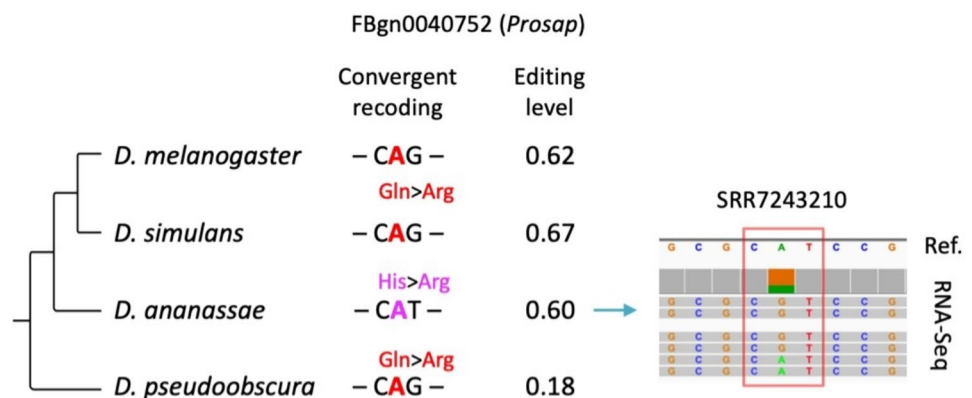 FBgn0040752 (Prosap)
Convergent recoding
Editing level
D. melanogaster – CAG – 0.62
Gln>Arg
D. simulans – CAG – 0.67
His>Arg
D. ananassae – CAT – 0.60
Gln>Arg
D. pseudoobscura – CAG – 0.18
SRR7243210
G C G C A T C C G Ref.
RNA-Seq
G C G C G T C C G
G C G C G T C C G
G C G C G T C C G
G C G C G T C C G
G C G C A T C C G
G C G C A T C C G